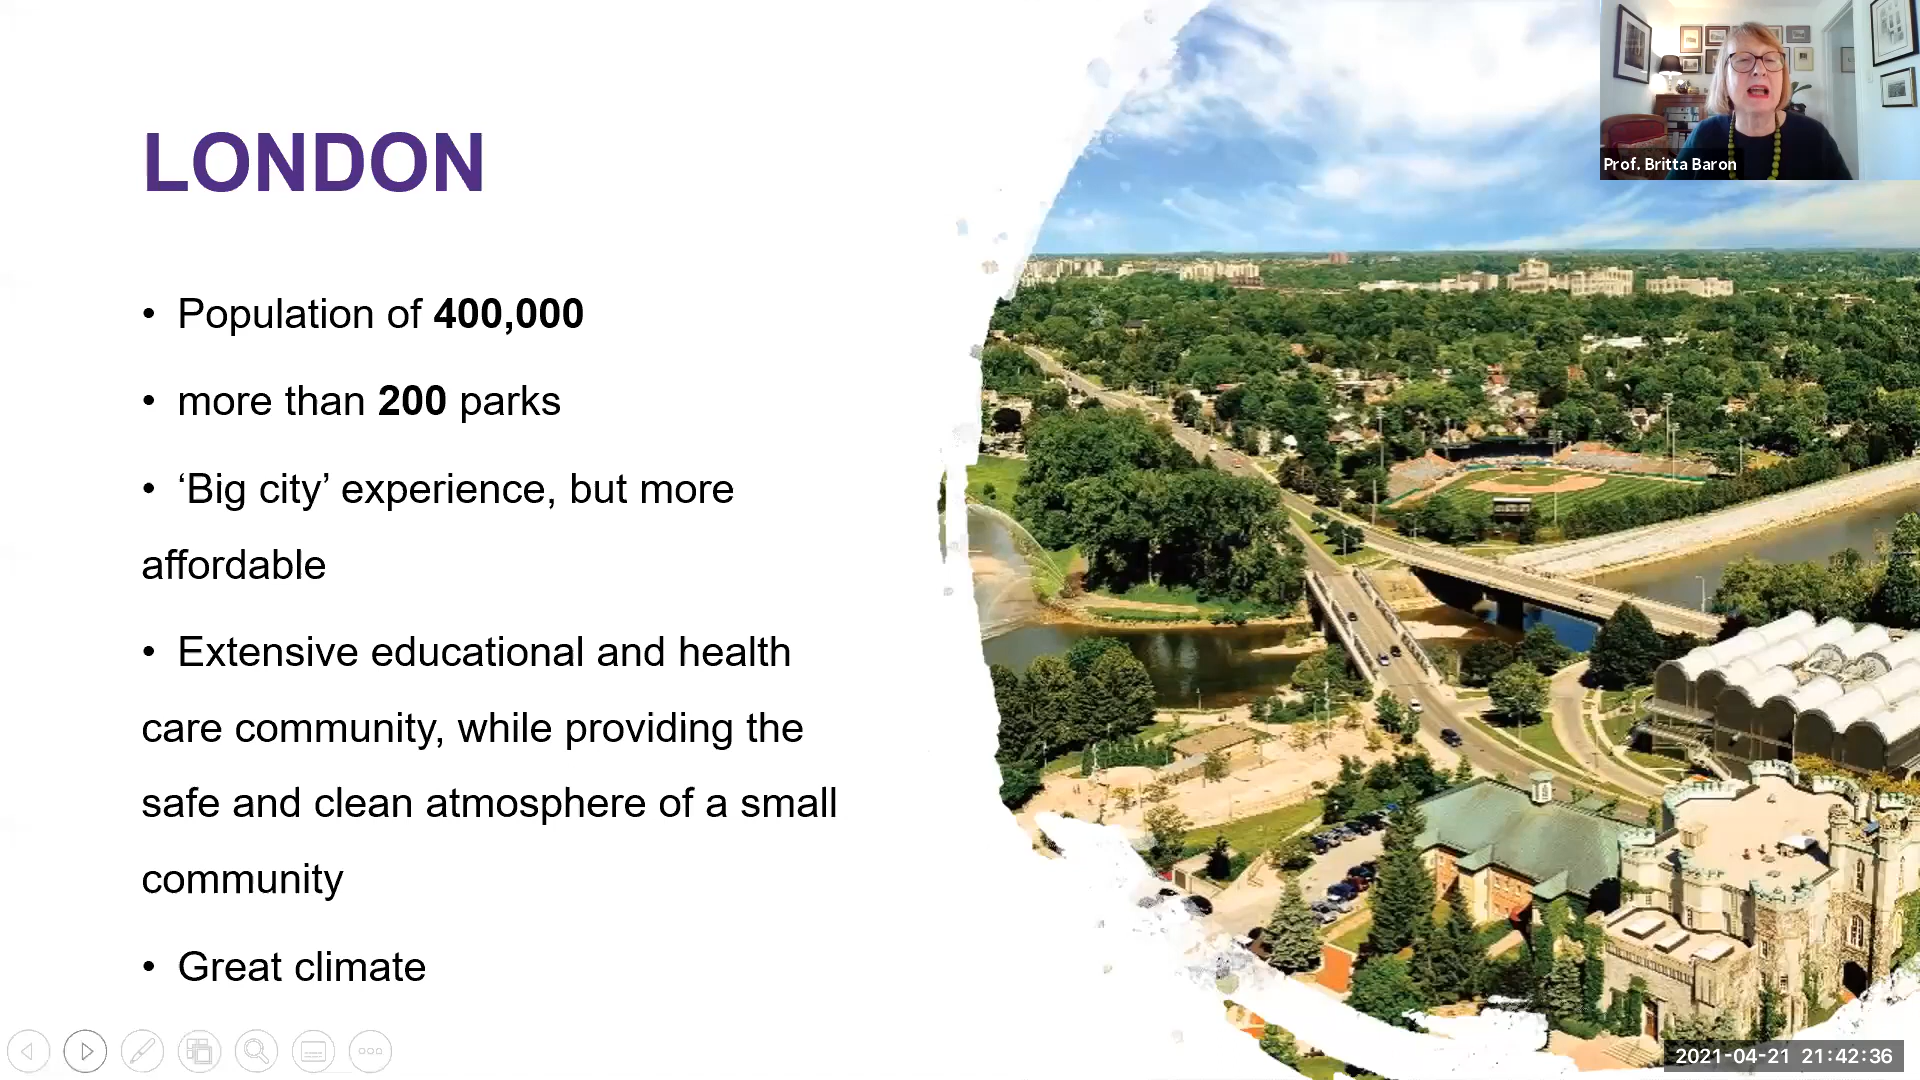 LONDON
• Population of 400,000
• more than 200 parks
• ‘Big city’ experience, but more
affordable
• Extensive educational and health
care community, while providing the
safe and clean atmosphere of a small
community
• Great climate
Prof. Britta Baron
2021-04-21 21:42:36